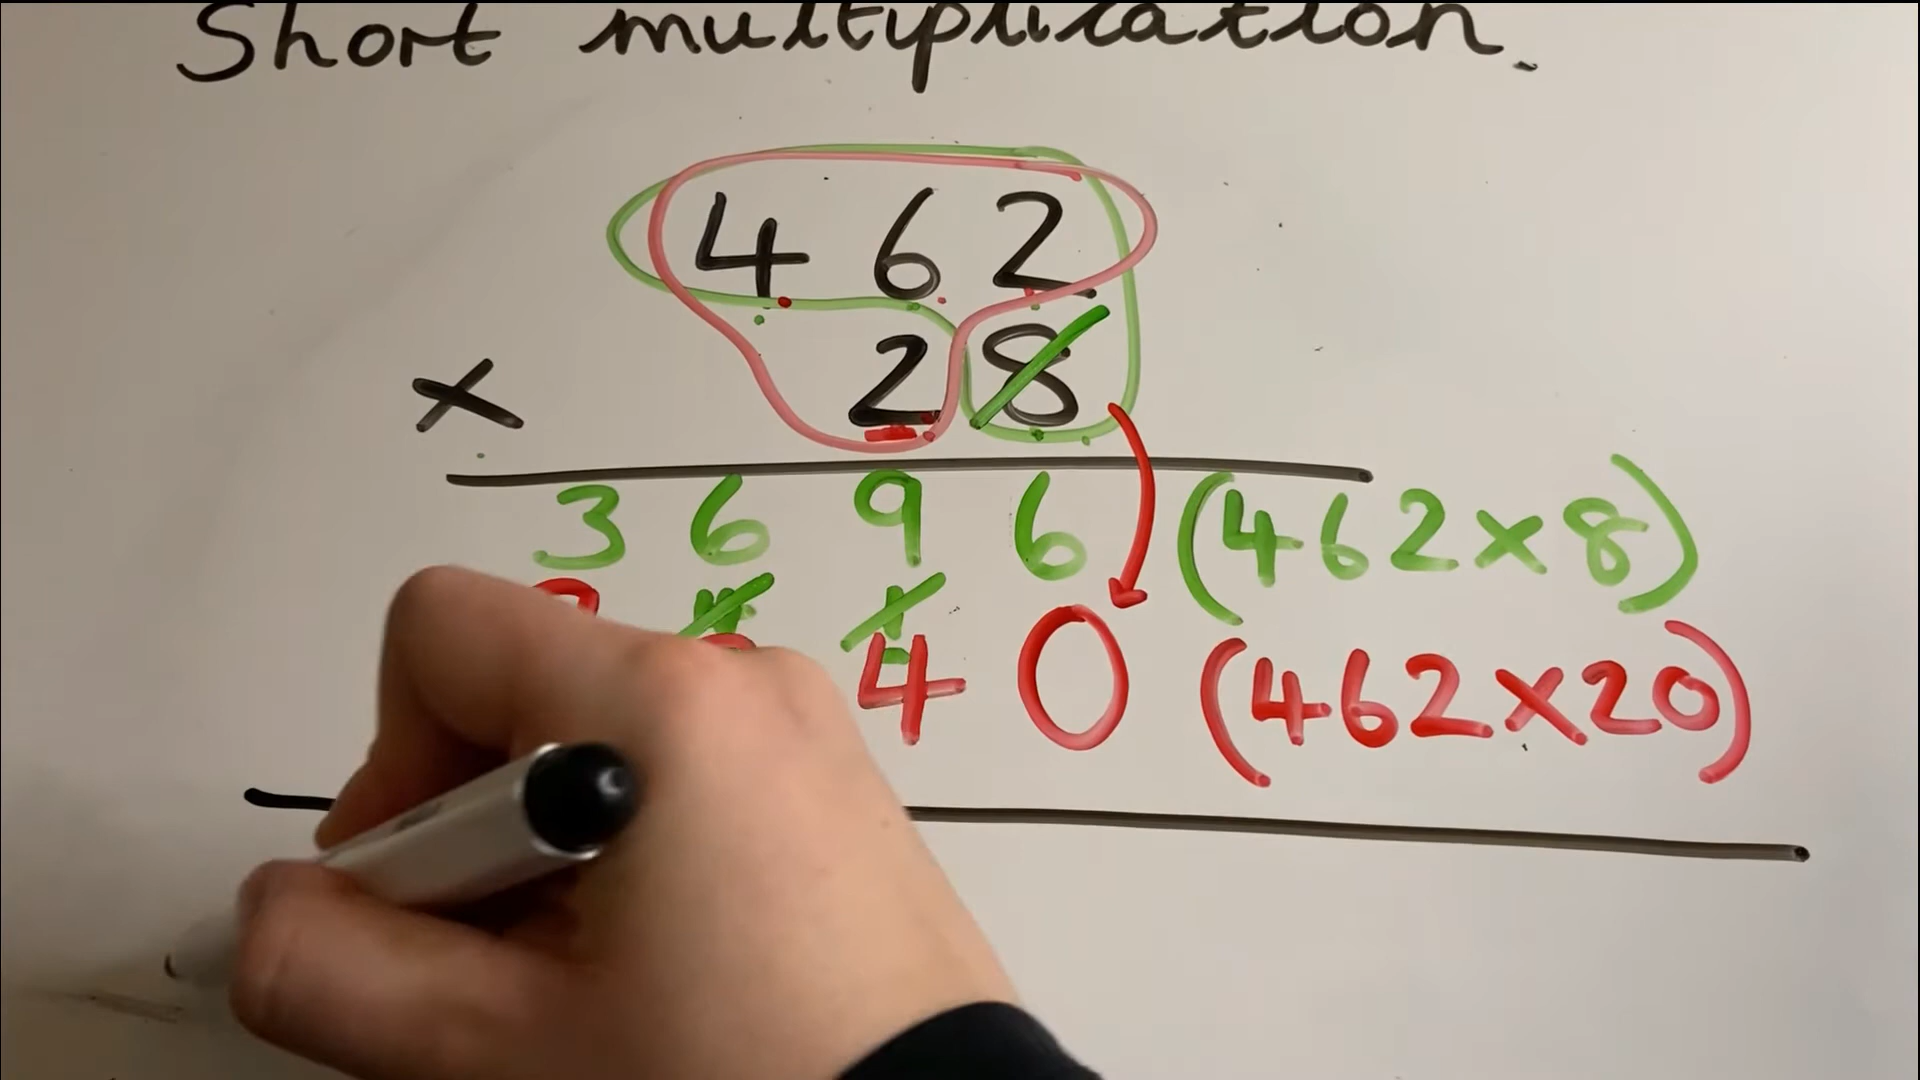 Short multiplication.
462
× 28
3696 (462×8)
40 (462×20)